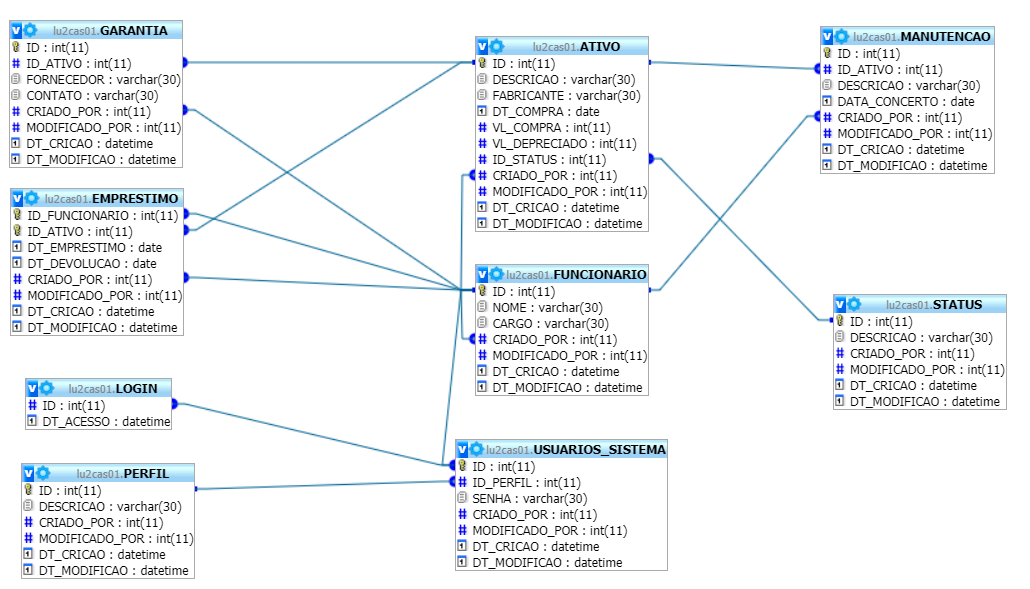 lu2cas01.GARANTIA
ID : int(11)
ID_ATIVO : int(11)
FORNECEDOR : varchar(30)
CONTATO : varchar(30)
CRIADO_POR : int(11)
MODIFICADO_POR : int(11)
DT_CRICAO : datetime
DT_MODIFICAO : datetime
lu2cas01.EMPRESTIMO
ID_FUNCIONARIO : int(11)
ID_ATIVO : int(11)
DT_EMPRESTIMO : date
DT_DEVOLUCAO : date
CRIADO_POR : int(11)
MODIFICADO_POR : int(11)
DT_CRICAO : datetime
DT_MODIFICAO : datetime
lu2cas01.LOGIN
ID : int(11)
DT_ACESSO : datetime
lu2cas01.PERFIL
ID : int(11)
DESCRICAO : varchar(30)
CRIADO_POR : int(11)
MODIFICADO_POR : int(11)
DT_CRICAO : datetime
DT_MODIFICAO : datetime
lu2cas01.ATIVO
ID : int(11)
DESCRICAO : varchar(30)
FABRICANTE : varchar(30)
DT_COMPRA : date
VL_COMPRA : int(11)
VL_DEPRECIADO : int(11)
ID_STATUS : int(11)
CRIADO_POR : int(11)
MODIFICADO_POR : int(11)
DT_CRICAO : datetime
DT_MODIFICAO : datetime
lu2cas01.FUNCIONARIO
ID : int(11)
NOME : varchar(30)
CARGO : varchar(30)
CRIADO_POR : int(11)
MODIFICADO_POR : int(11)
DT_CRICAO : datetime
DT_MODIFICAO : datetime
lu2cas01.USUARIOS_SISTEMA
ID : int(11)
ID_PERFIL : int(11)
SENHA : varchar(30)
CRIADO_POR : int(11)
MODIFICADO_POR : int(11)
DT_CRICAO : datetime
DT_MODIFICAO : datetime
lu2cas01.MANUTENCAO
ID : int(11)
ID_ATIVO : int(11)
DESCRICAO : varchar(30)
DATA_CONCERTO : date
CRIADO_POR : int(11)
MODIFICADO_POR : int(11)
DT_CRICAO : datetime
DT_MODIFICAO : datetime
lu2cas01.STATUS
ID : int(11)
DESCRICAO : varchar(30)
CRIADO_POR : int(11)
MODIFICADO_POR : int(11)
DT_CRICAO : datetime
DT_MODIFICAO : datetime